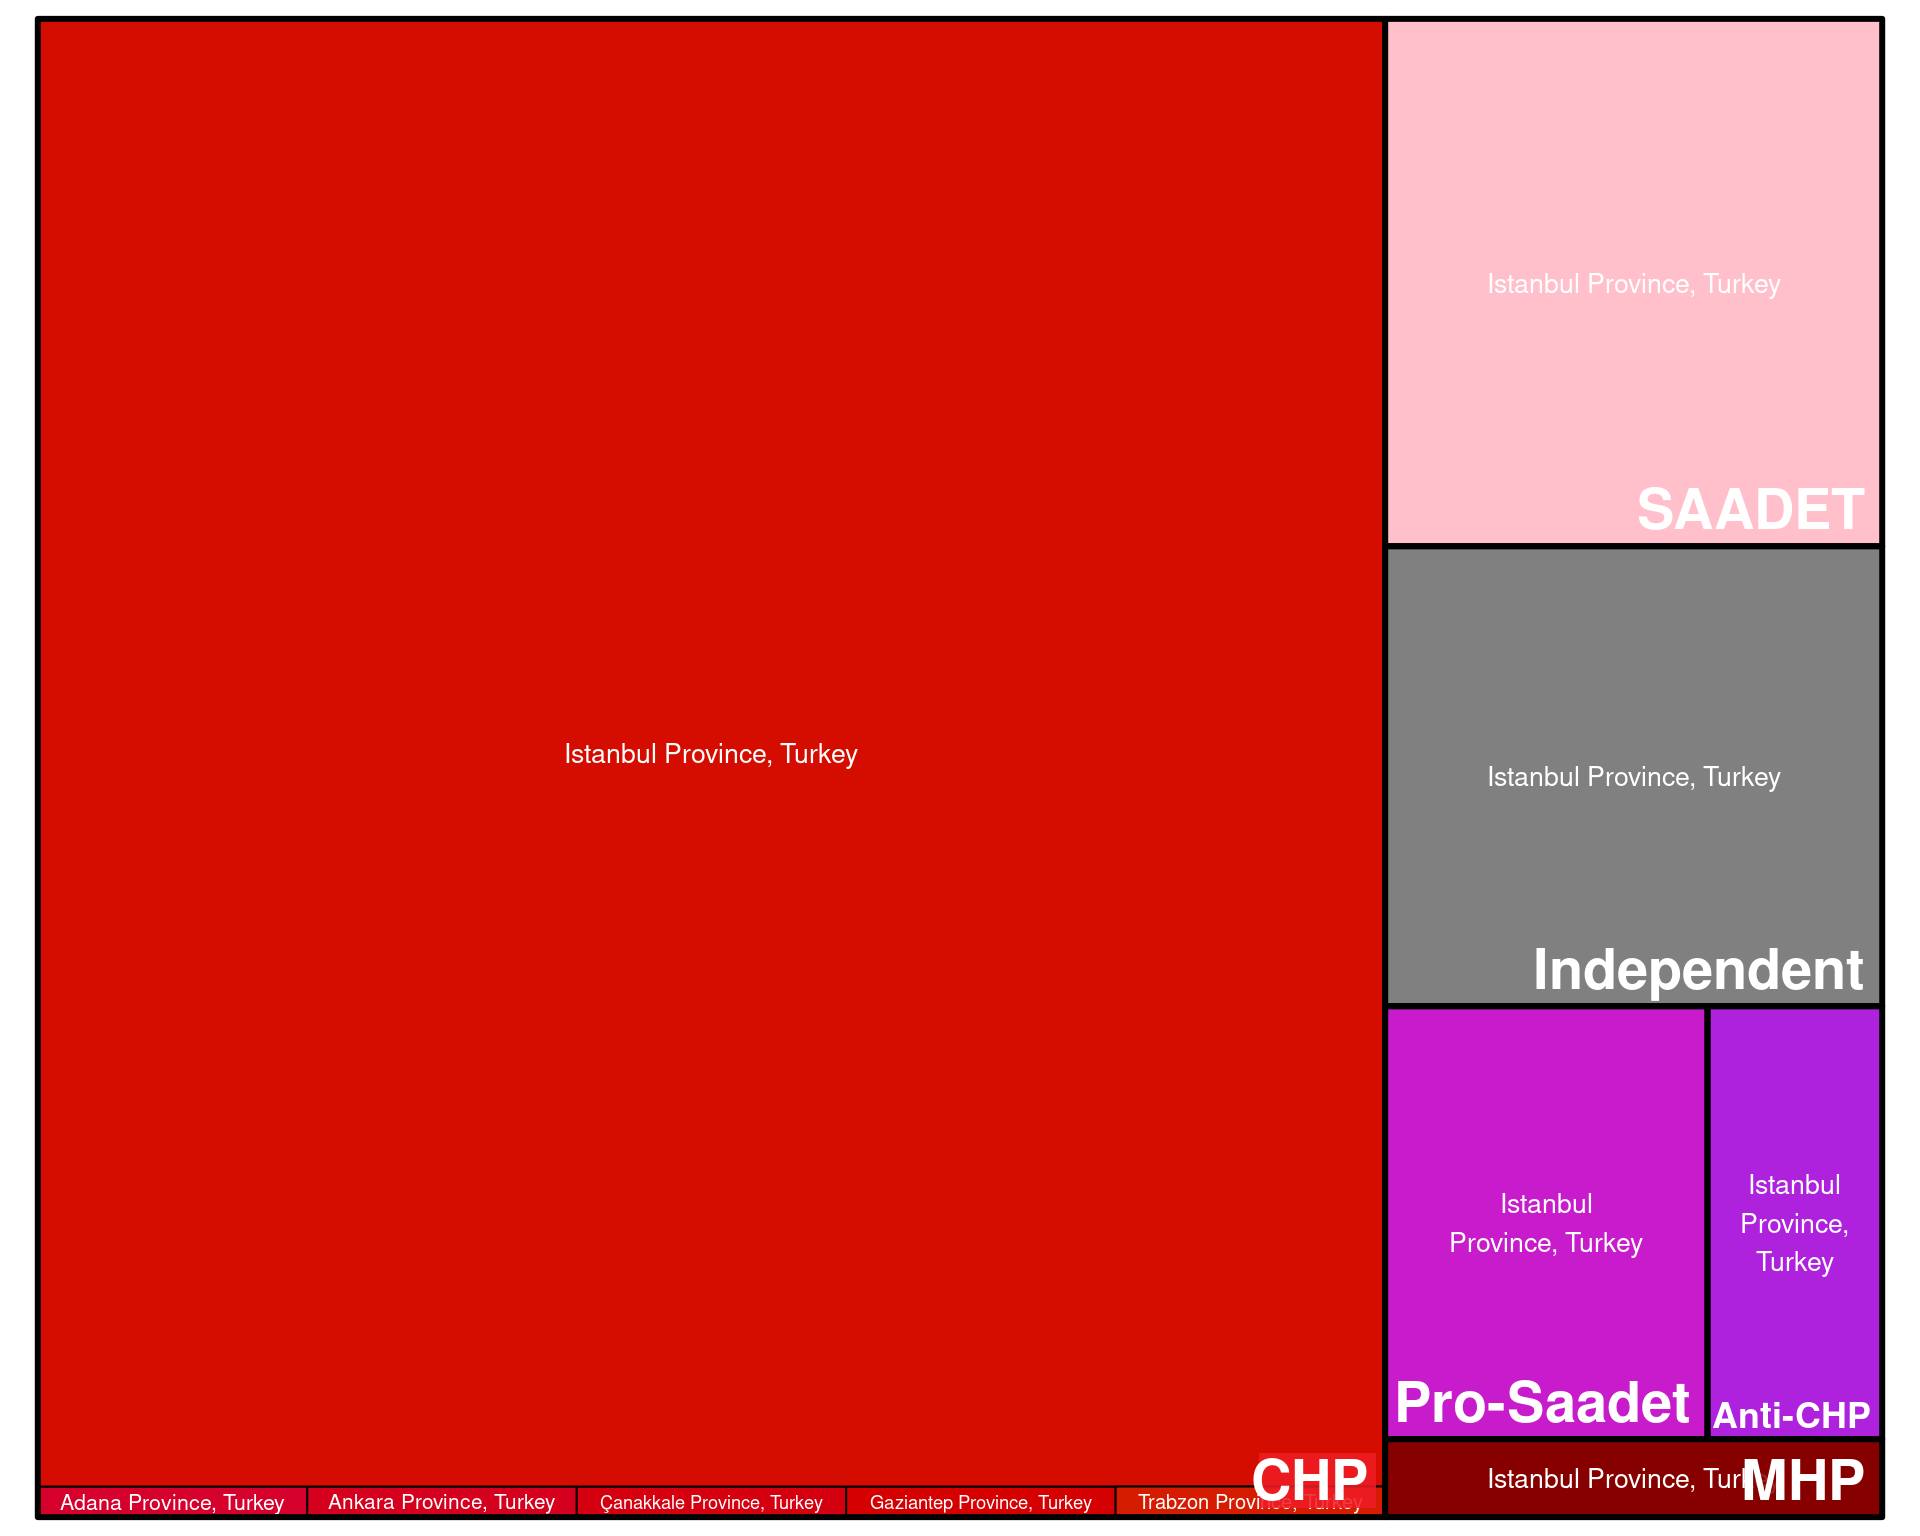 Istanbul Province, Turkey
CHP
Adana Province, Turkey
Ankara Province, Turkey
Çanakkale Province, Turkey
Gaziantep Province, Turkey
Trabzon Province, Turkey
Istanbul Province, Turkey
SAADET
Istanbul Province, Turkey
Independent
Istanbul
Province, Turkey
Pro-Saadet
Istanbul
Province,
Turkey
Anti-CHP
Istanbul Province, Turkey
MHP